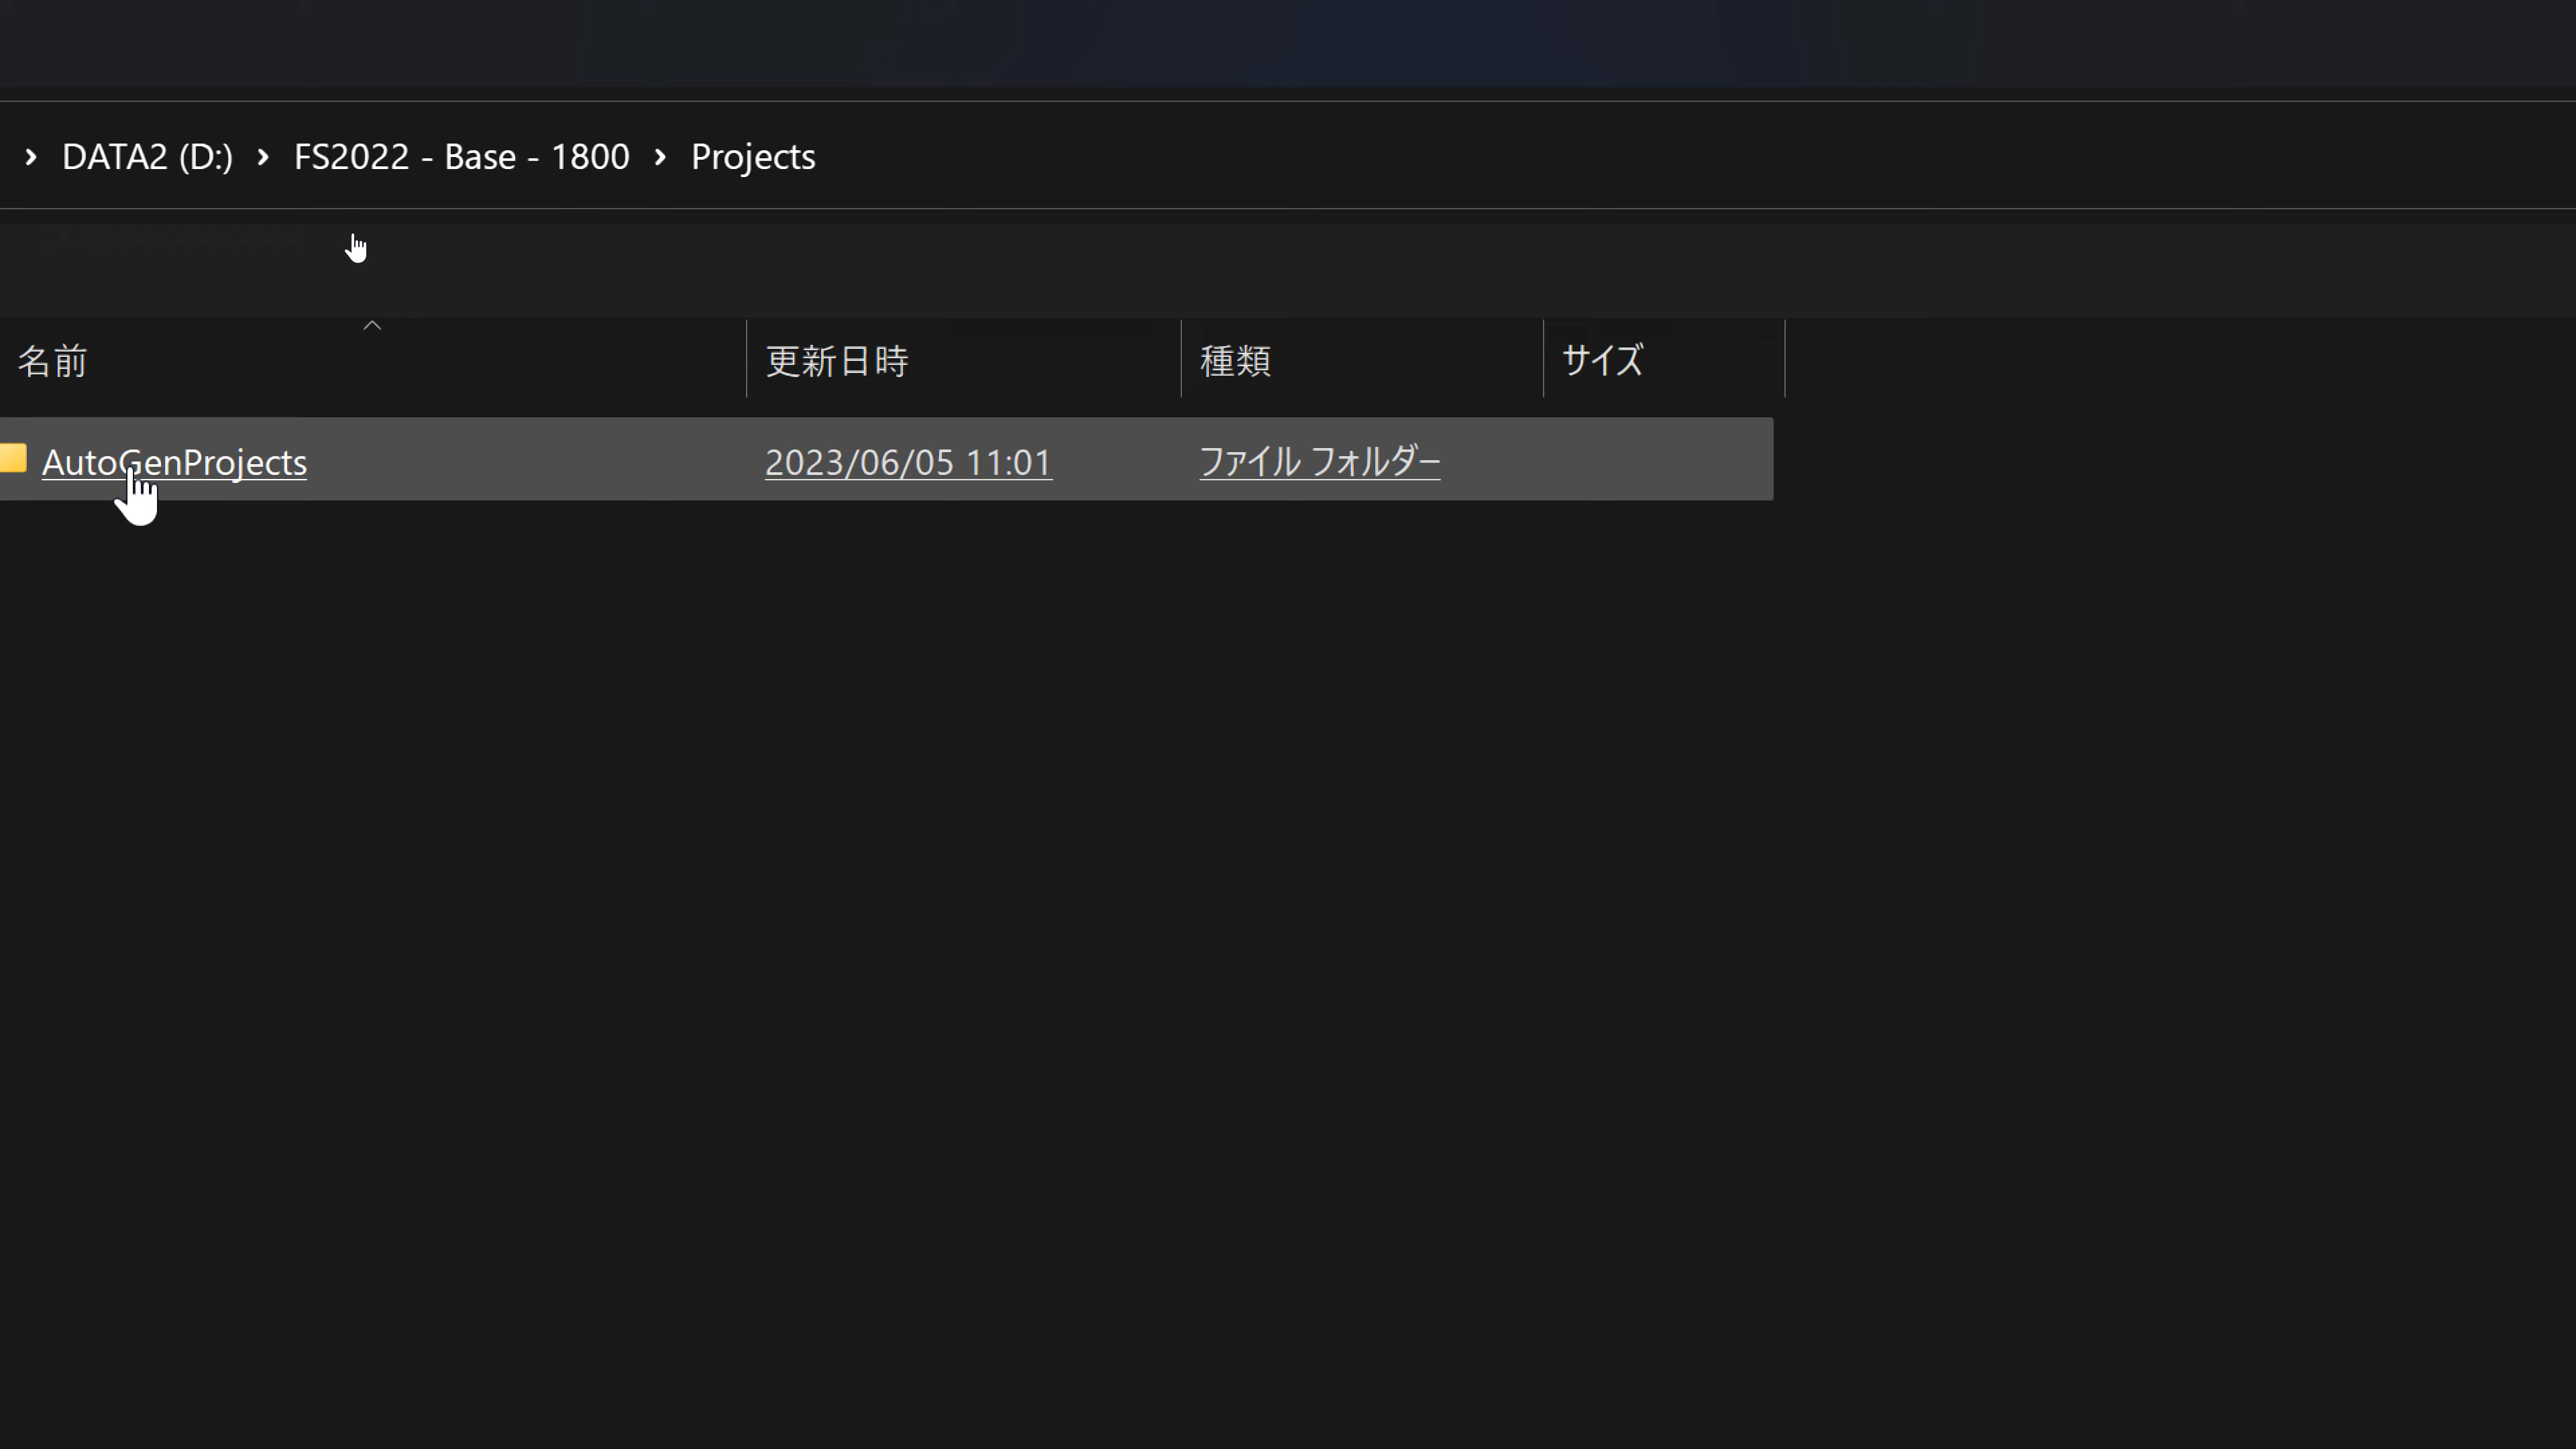 › DATA2 (D:) › FS2022 - Base - 1800 › Projects
名前 更新日時 種類 サイズ
AutoGenProjects 2023/06/05 11:01 ファイル フォルダー